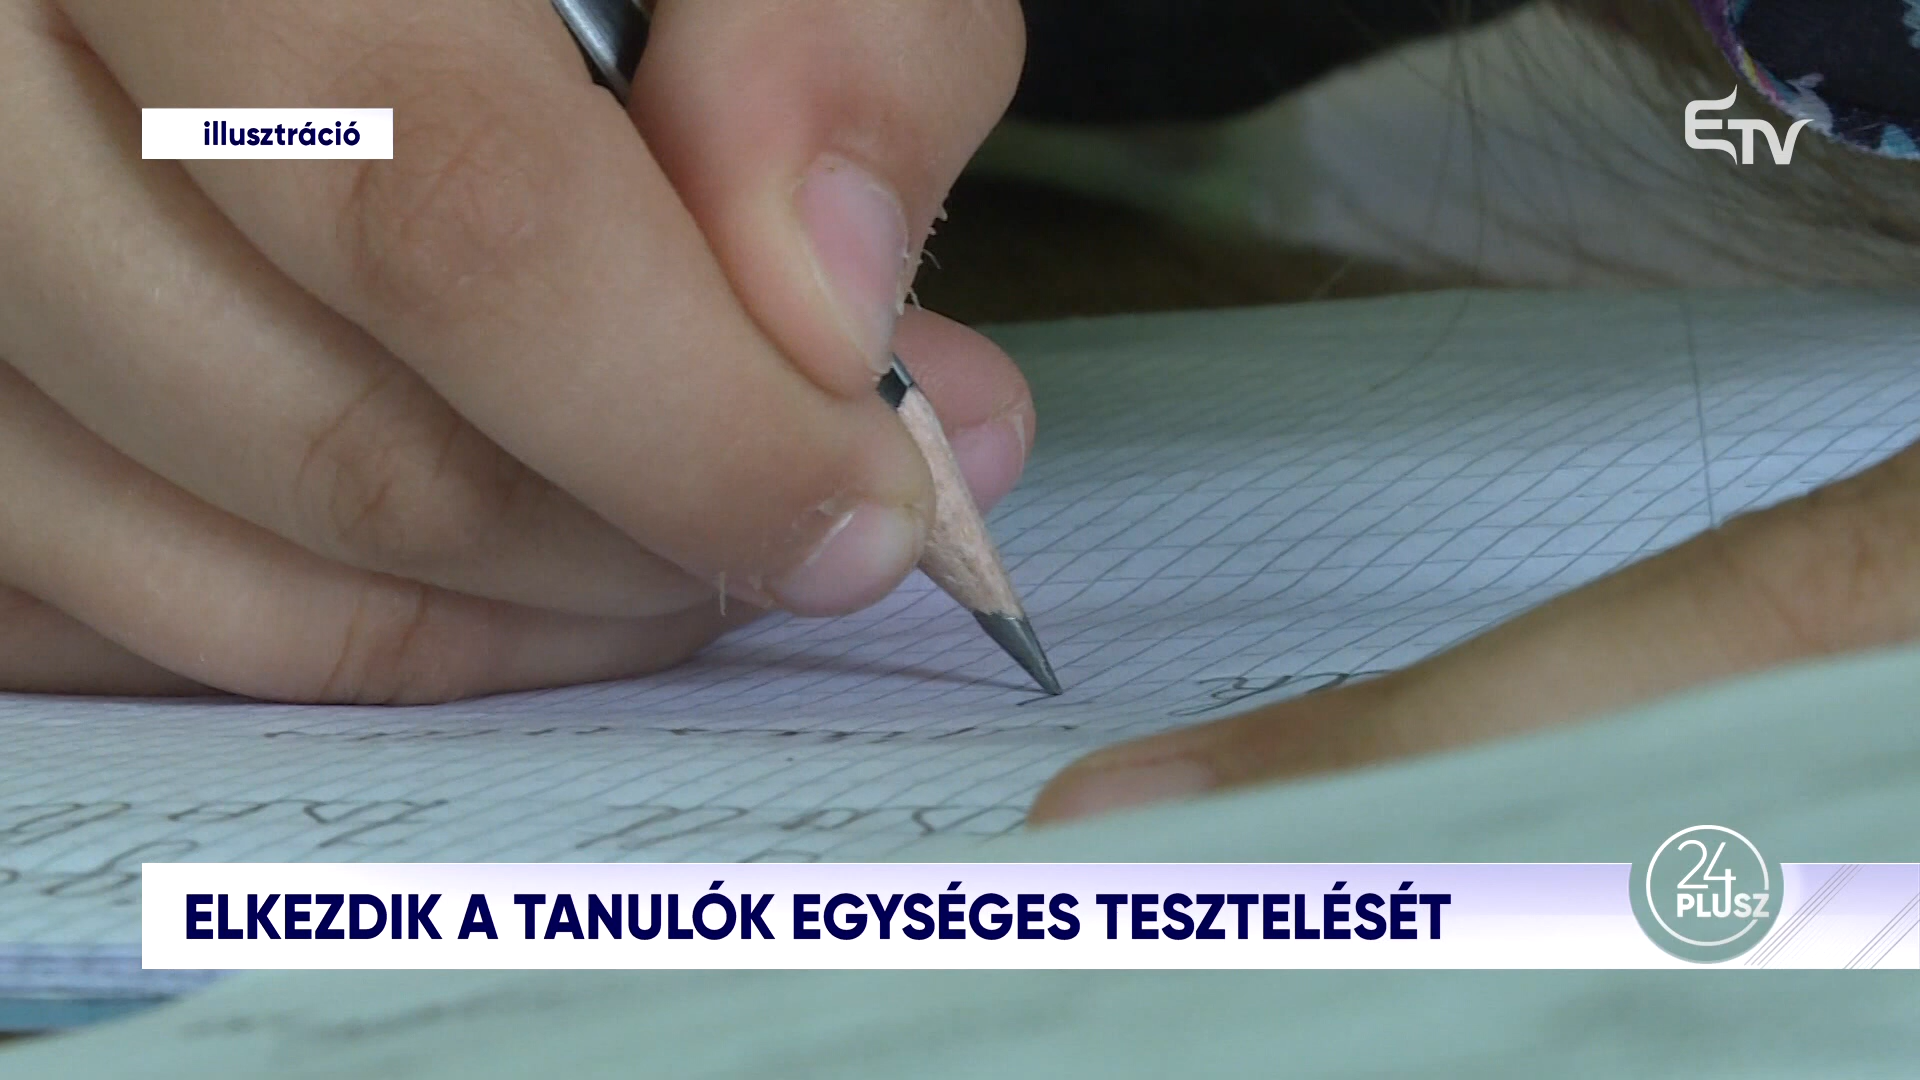 illusztráció
ETV
ELKEZDIK A TANULÓK EGYSÉGES TESZTELÉSÉT
24
PLUSZ